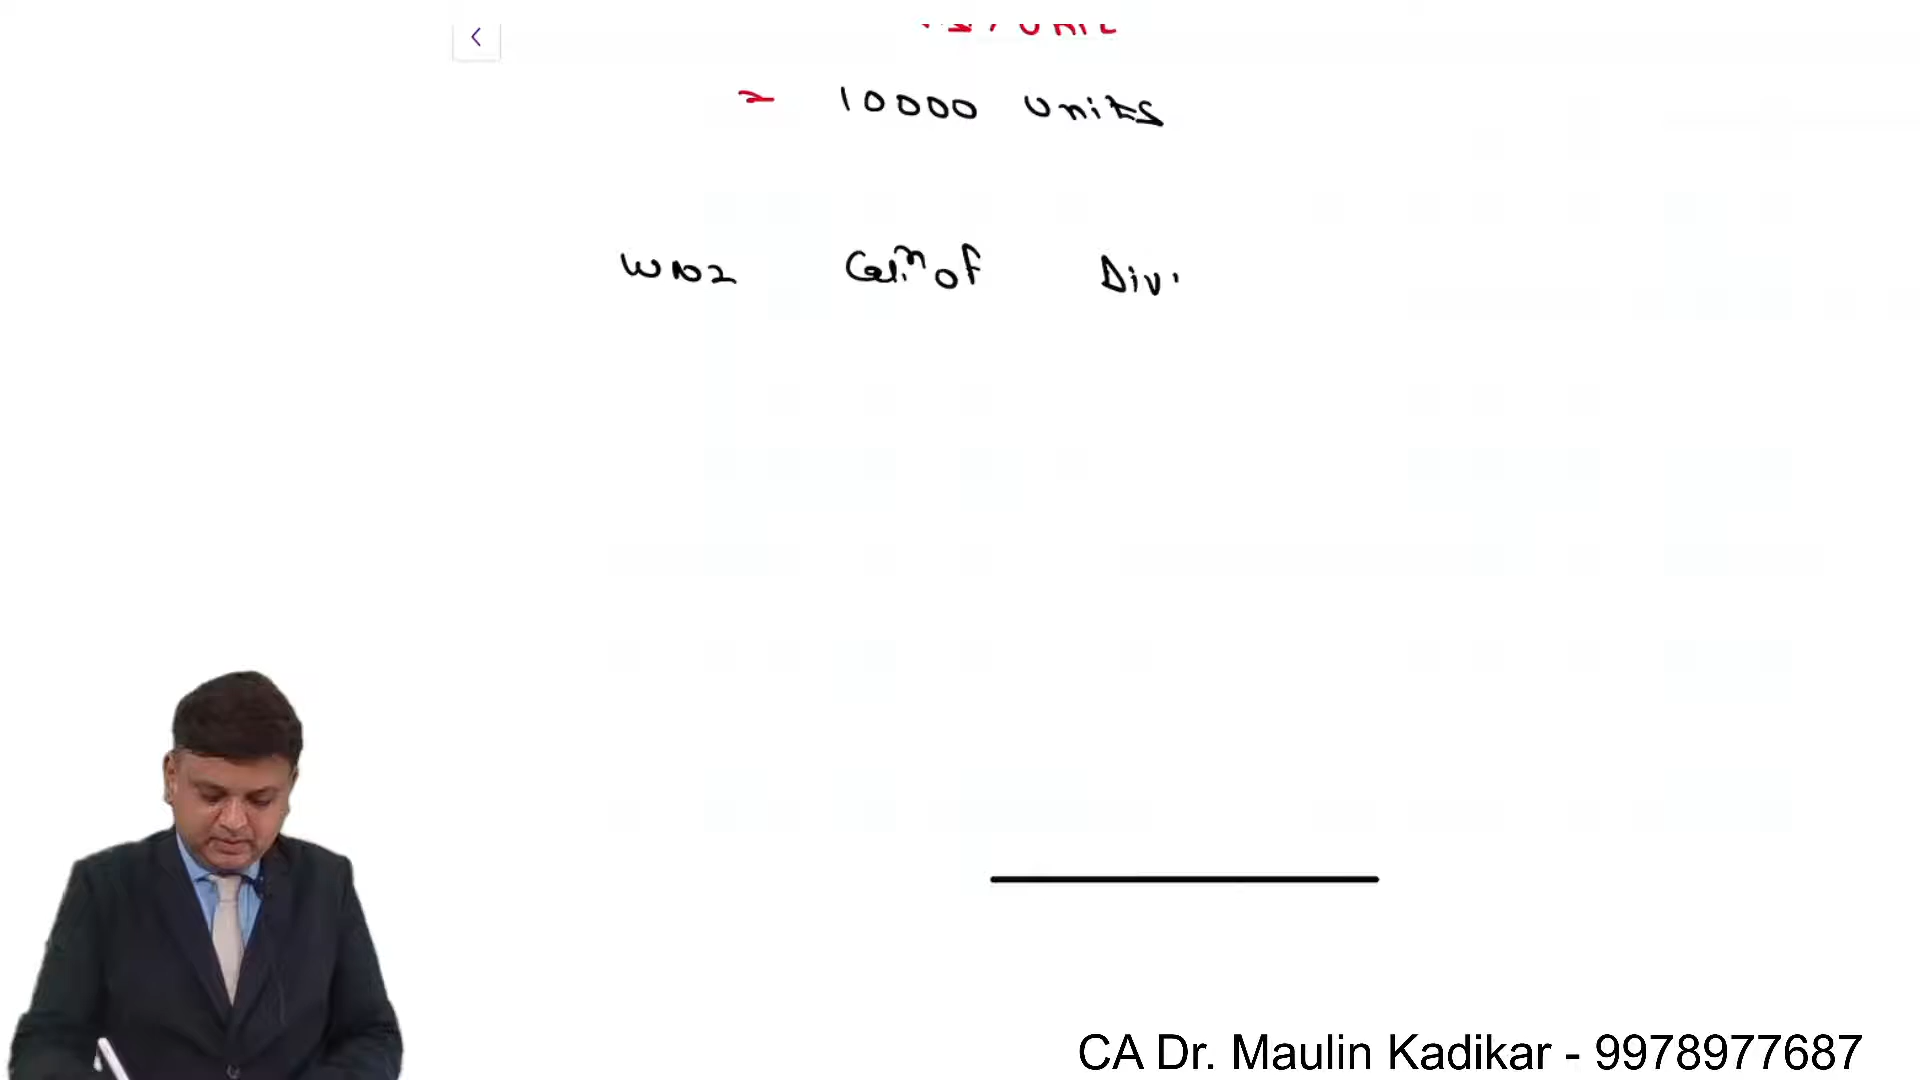 = 10000 Units
WN2 Cal.n of Div.
CA Dr. Maulin Kadikar - 9978977687